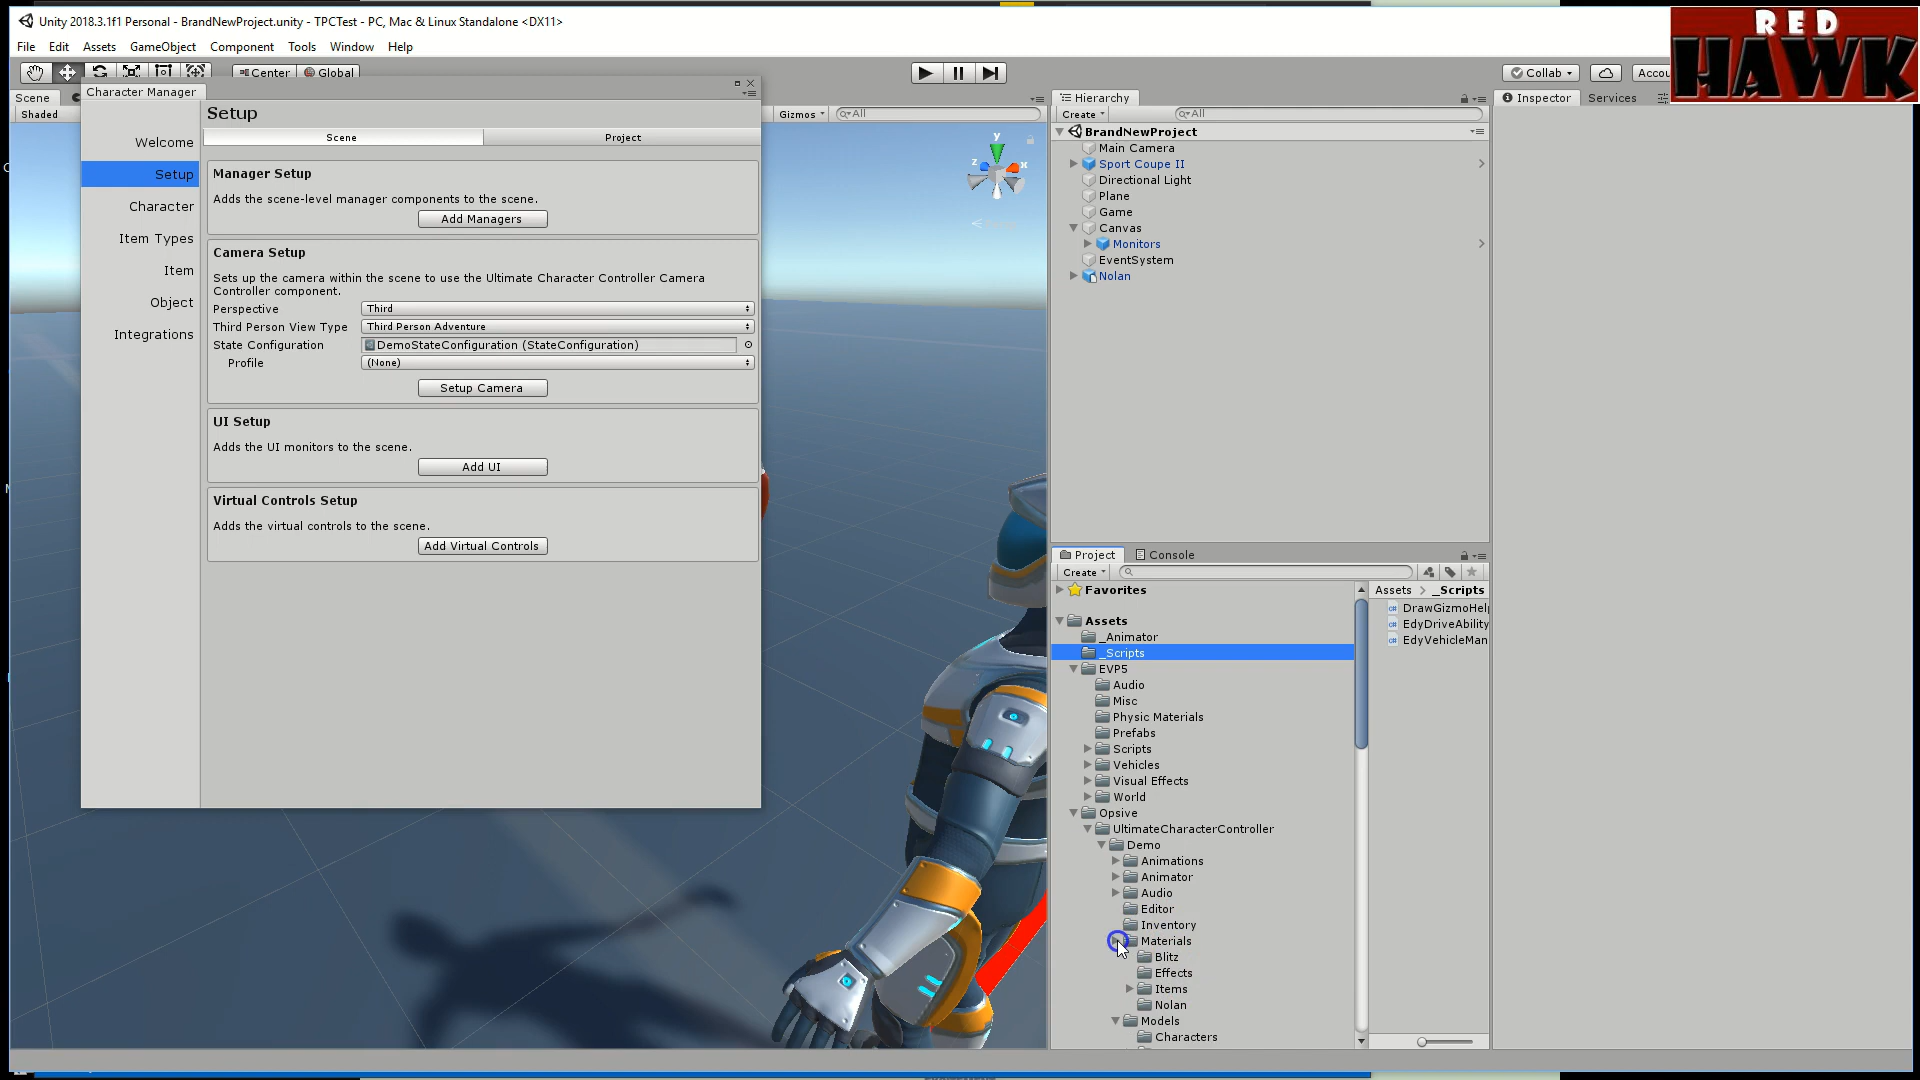 Unity 2018.3.1f1 Personal - BrandNewProject.unity - TPCTest - PC, Mac & Linux Standalone <DX11>
RED
HAWK
File Edit Assets GameObject Component Tools Window Help
Center Global
Collab
Scene
Shaded
Gizmos
All
Character Manager
Welcome
Setup
Character
Item Types
Item
Object
Integrations
Setup
Scene Project
Manager Setup
Adds the scene-level manager components to the scene.
Add Managers
Camera Setup
Sets up the camera within the scene to use the Ultimate Character Controller Camera
Controller component.
Perspective Third
Third Person View Type Third Person Adventure
State Configuration DemoStateConfiguration (StateConfiguration)
Profile (None)
Setup Camera
UI Setup
Adds the UI monitors to the scene.
Add UI
Virtual Controls Setup
Adds the virtual controls to the scene.
Add Virtual Controls
y
z
x
Hierarchy
Create All
BrandNewProject
Main Camera
Sport Coupe II
Directional Light
Plane
Game
Canvas
Monitors
EventSystem
Nolan
Inspector Services
Project Console
Create
Favorites
Assets
_Animator
_Scripts
EVP5
Audio
Misc
Physic Materials
Prefabs
Scripts
Vehicles
Visual Effects
World
Opsive
UltimateCharacterController
Demo
Animations
Animator
Audio
Editor
Inventory
Materials
Blitz
Effects
Items
Nolan
Models
Characters
Assets > _Scripts
DrawGizmoHel
EdyDriveAbility
EdyVehicleMan